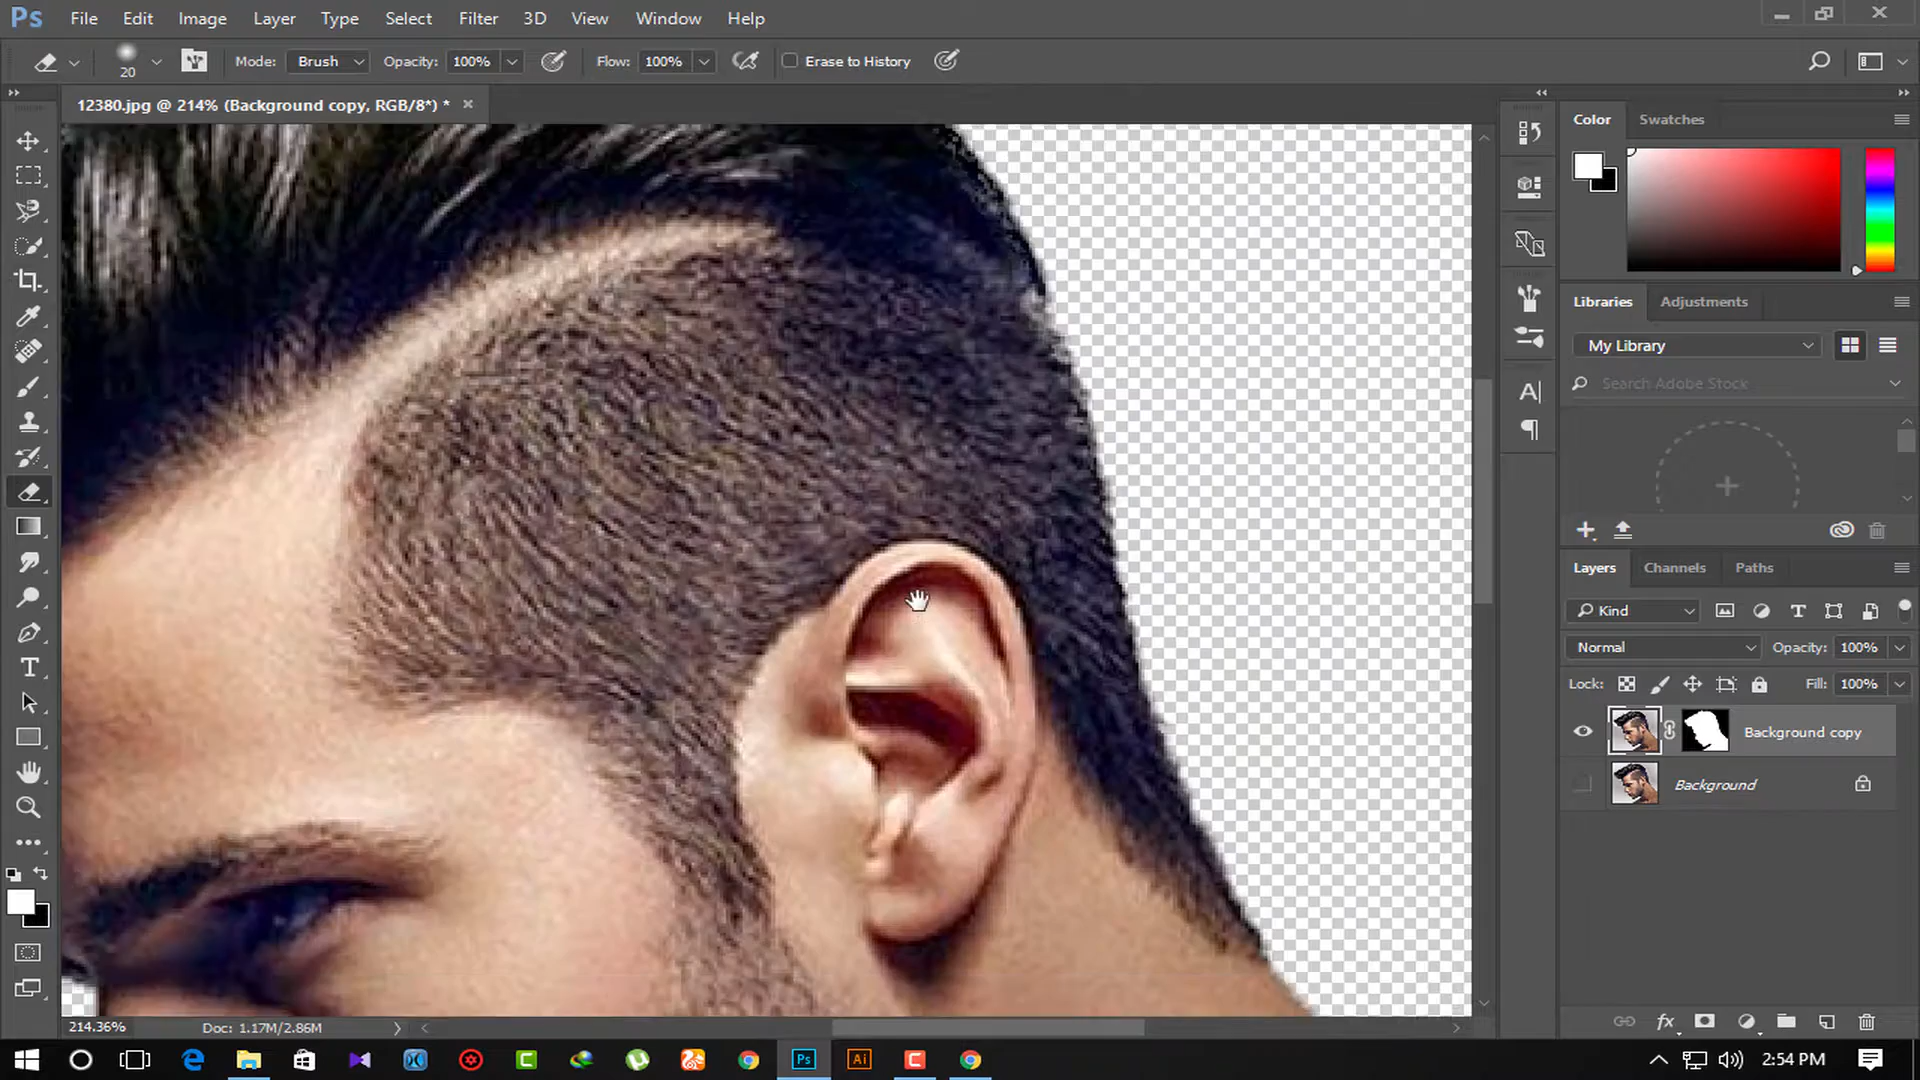 Ps File Edit Image Layer Type Select Filter 3D View Window Help
20 Mode: Brush Opacity: 100% Flow: 100% Erase to History
12380.jpg @ 214% (Background copy, RGB/8*) *
Color Swatches
Libraries Adjustments
My Library
Search Adobe Stock
Layers Channels Paths
Kind
Normal Opacity: 100%
Lock: Fill: 100%
Background copy
Background
214.36% Doc: 1.17M/2.86M
fx
Ps Ai 2:54 PM